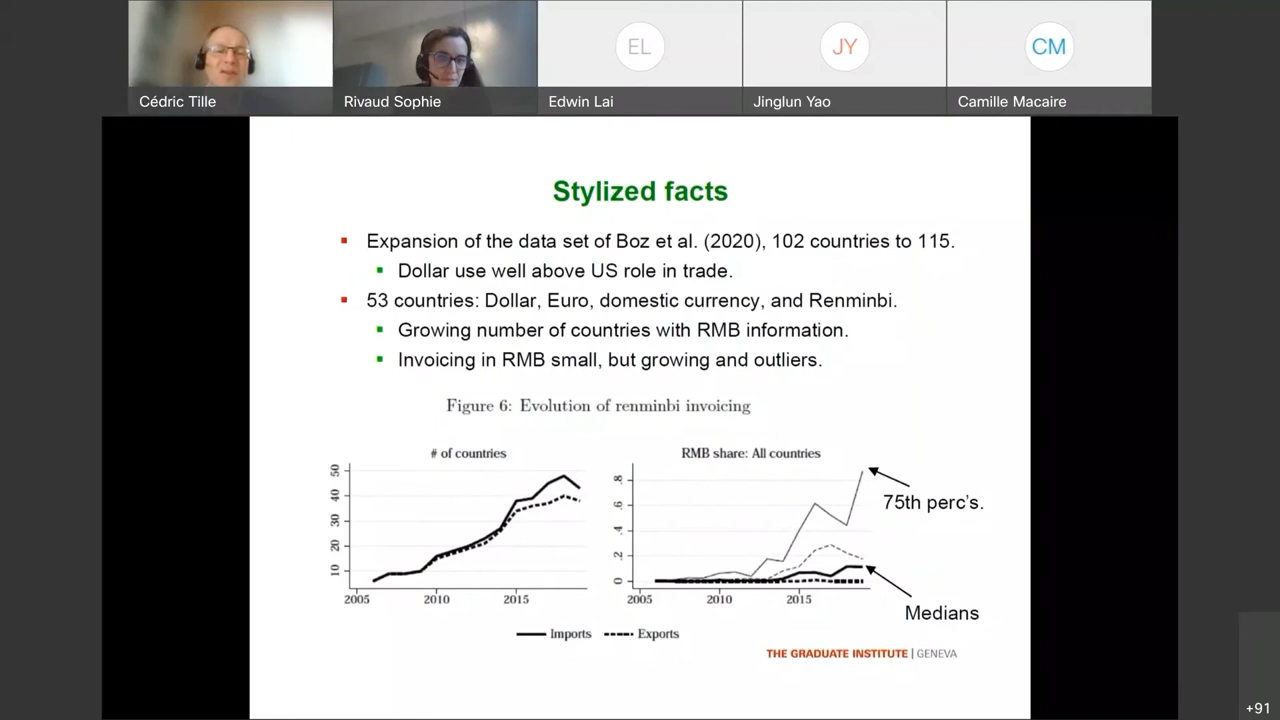 EL
JY
CM
Cédric Tille
Rivaud Sophie
Edwin Lai
Jinglun Yao
Camille Macaire
Stylized facts
Expansion of the data set of Boz et al. (2020), 102 countries to 115.
Dollar use well above US role in trade.
53 countries: Dollar, Euro, domestic currency, and Renminbi.
Growing number of countries with RMB information.
Invoicing in RMB small, but growing and outliers.
Figure 6: Evolution of renminbi invoicing
# of countries
50
40
30
20
10
2005
2010
2015
RMB share: All countries
.8
.6
.4
.2
0
2005
2010
2015
75th perc's.
Medians
Imports
Exports
THE GRADUATE INSTITUTE | GENEVA
+91